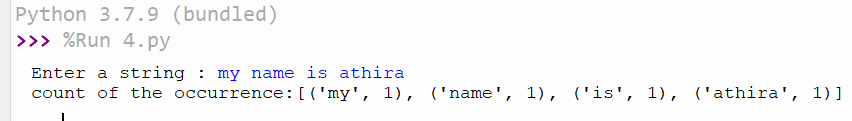 Python 3.7.9 (bundled)
>>> %Run 4.py
Enter a string : my name is athira
count of the occurrence:[('my', 1), ('name', 1), ('is', 1), ('athira', 1)]